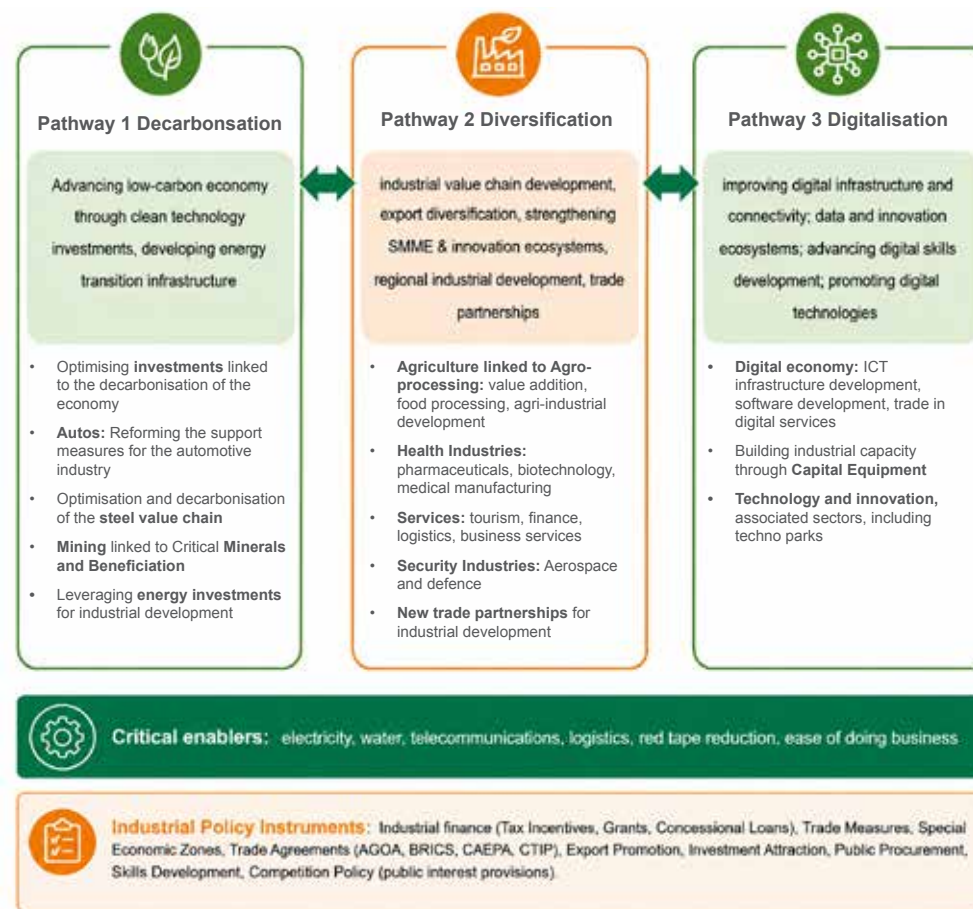 Pathway 1 Decarbonsation
Advancing low-carbon economy
through clean technology
investments, developing energy
transition infrastructure
• Optimising investments linked
to the decarbonisation of the
economy
• Autos: Reforming the support
measures for the automotive
industry
• Optimisation and decarbonisation
of the steel value chain
• Mining linked to Critical Minerals
and Beneficiation
• Leveraging energy investments
for industrial development
Pathway 2 Diversification
industrial value chain development,
export diversification, strengthening
SMME & innovation ecosystems,
regional industrial development, trade
partnerships
• Agriculture linked to Agro-
processing: value addition,
food processing, agri-industrial
development
• Health Industries:
pharmaceuticals, biotechnology,
medical manufacturing
• Services: tourism, finance,
logistics, business services
• Security Industries: Aerospace
and defence
• New trade partnerships for
industrial development
Pathway 3 Digitalisation
improving digital infrastructure and
connectivity; data and innovation
ecosystems; advancing digital skills
development; promoting digital
technologies
• Digital economy: ICT
infrastructure development,
software development, trade in
digital services
• Building industrial capacity
through Capital Equipment
• Technology and innovation,
associated sectors, including
techno parks
Critical enablers: electricity, water, telecommunications, logistics, red tape reduction, ease of doing business
Industrial Policy Instruments: Industrial finance (Tax Incentives, Grants, Concessional Loans), Trade Measures, Special
Economic Zones, Trade Agreements (AGOA, BRICS, CAEPA, CTIP), Export Promotion, Investment Attraction, Public Procurement,
Skills Development, Competition Policy (public interest provisions).